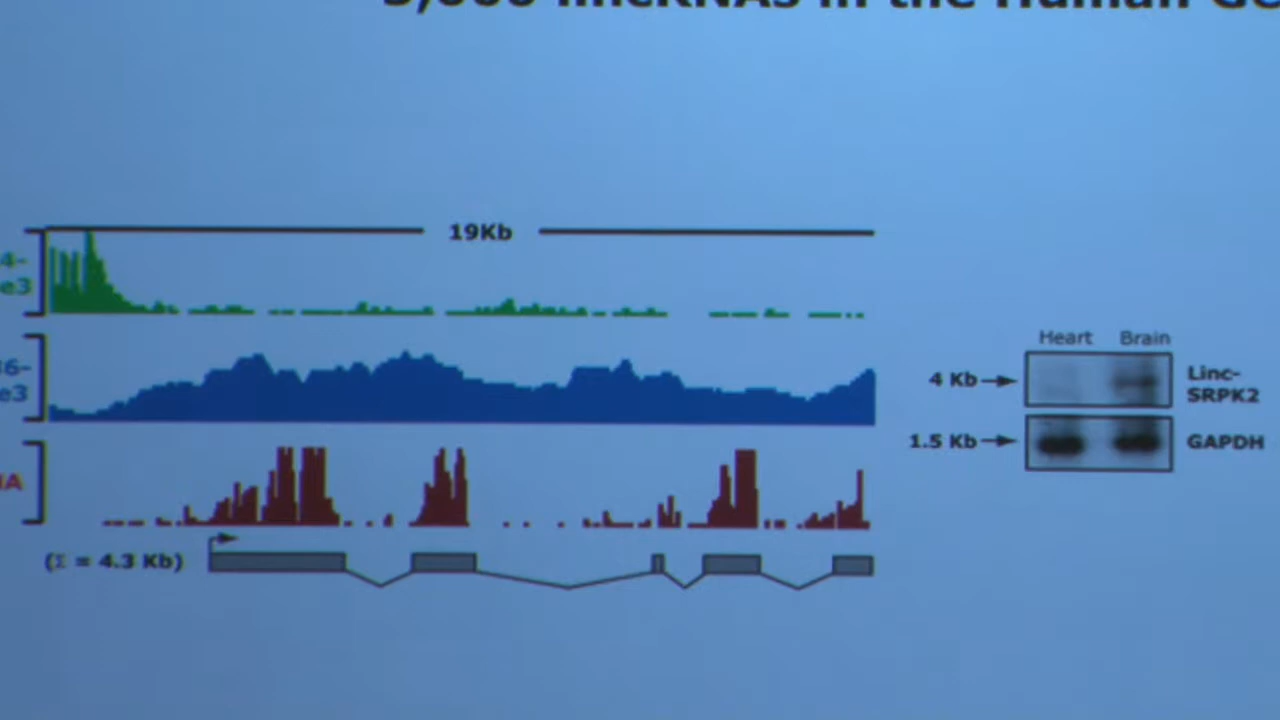 lincRNAs in the Human
19Kb
4-
e3
6-
e3
A
(Σ = 4.3 Kb)
Heart Brain
4 Kb
Linc-
SRPK2
1.5 Kb
GAPDH